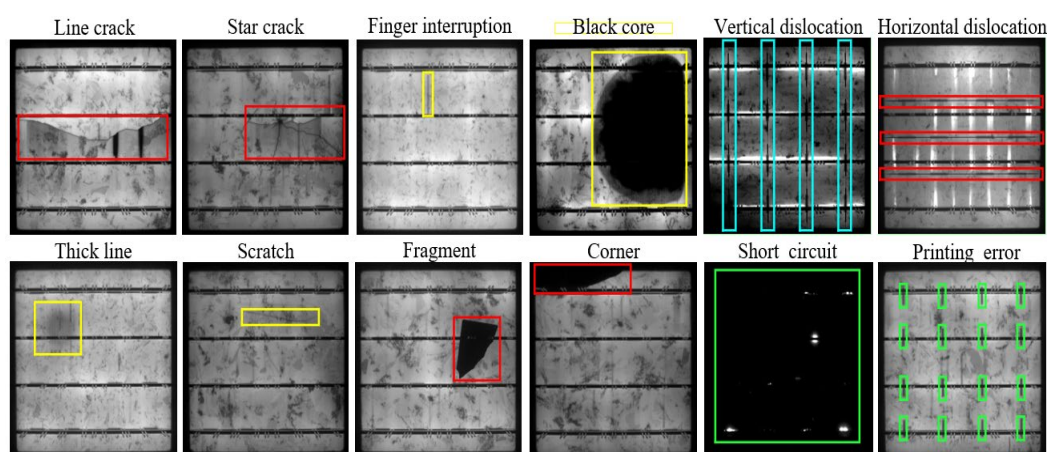 Line crack
Star crack
Finger interruption
Black core
Vertical dislocation
Horizontal dislocation
Thick line
Scratch
Fragment
Corner
Short circuit
Printing error